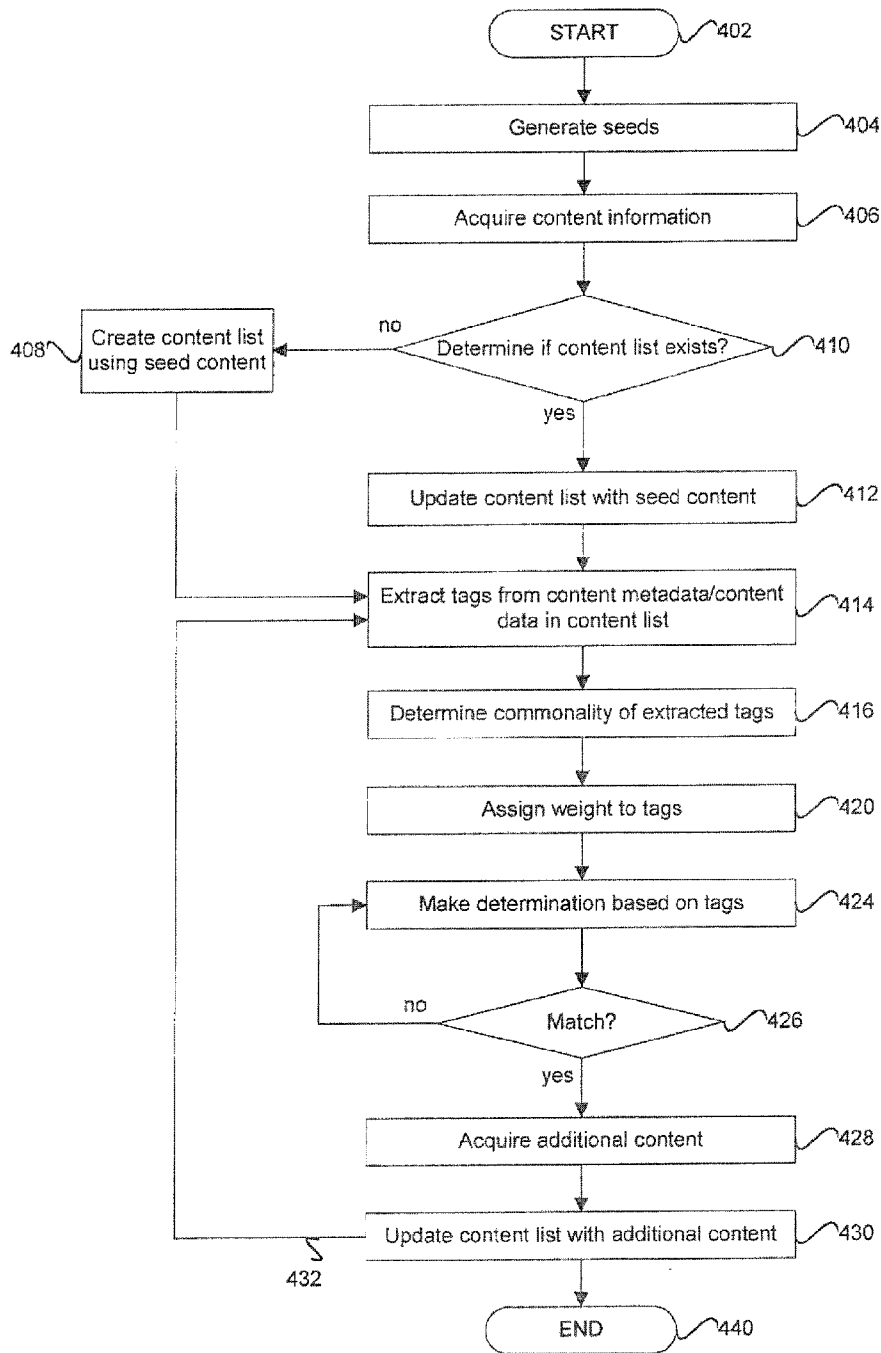 START
402
Generate seeds
404
Acquire content information
406
no
408
Create content list
using seed content
Determine if content list exists?
410
yes
Update content list with seed content
412
Extract tags from content metadata/content
data in content list
414
Determine commonality of extracted tags
416
Assign weight to tags
420
Make determination based on tags
424
no
Match?
426
yes
Acquire additional content
428
Update content list with additional content
430
432
END
440